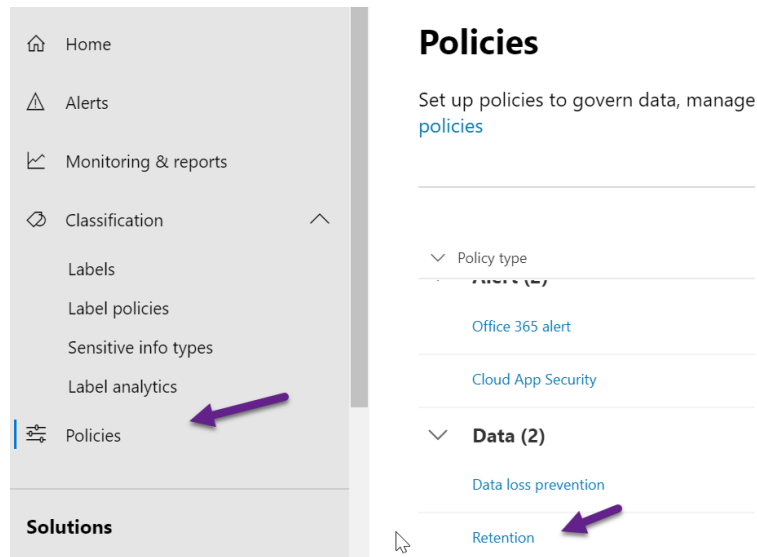 Home
Alerts
Monitoring & reports
Classification
Labels
Label policies
Sensitive info types
Label analytics
Policies
Solutions
Policies
Set up policies to govern data, manage
policies
Policy type
Alert (2)
Office 365 alert
Cloud App Security
Data (2)
Data loss prevention
Retention